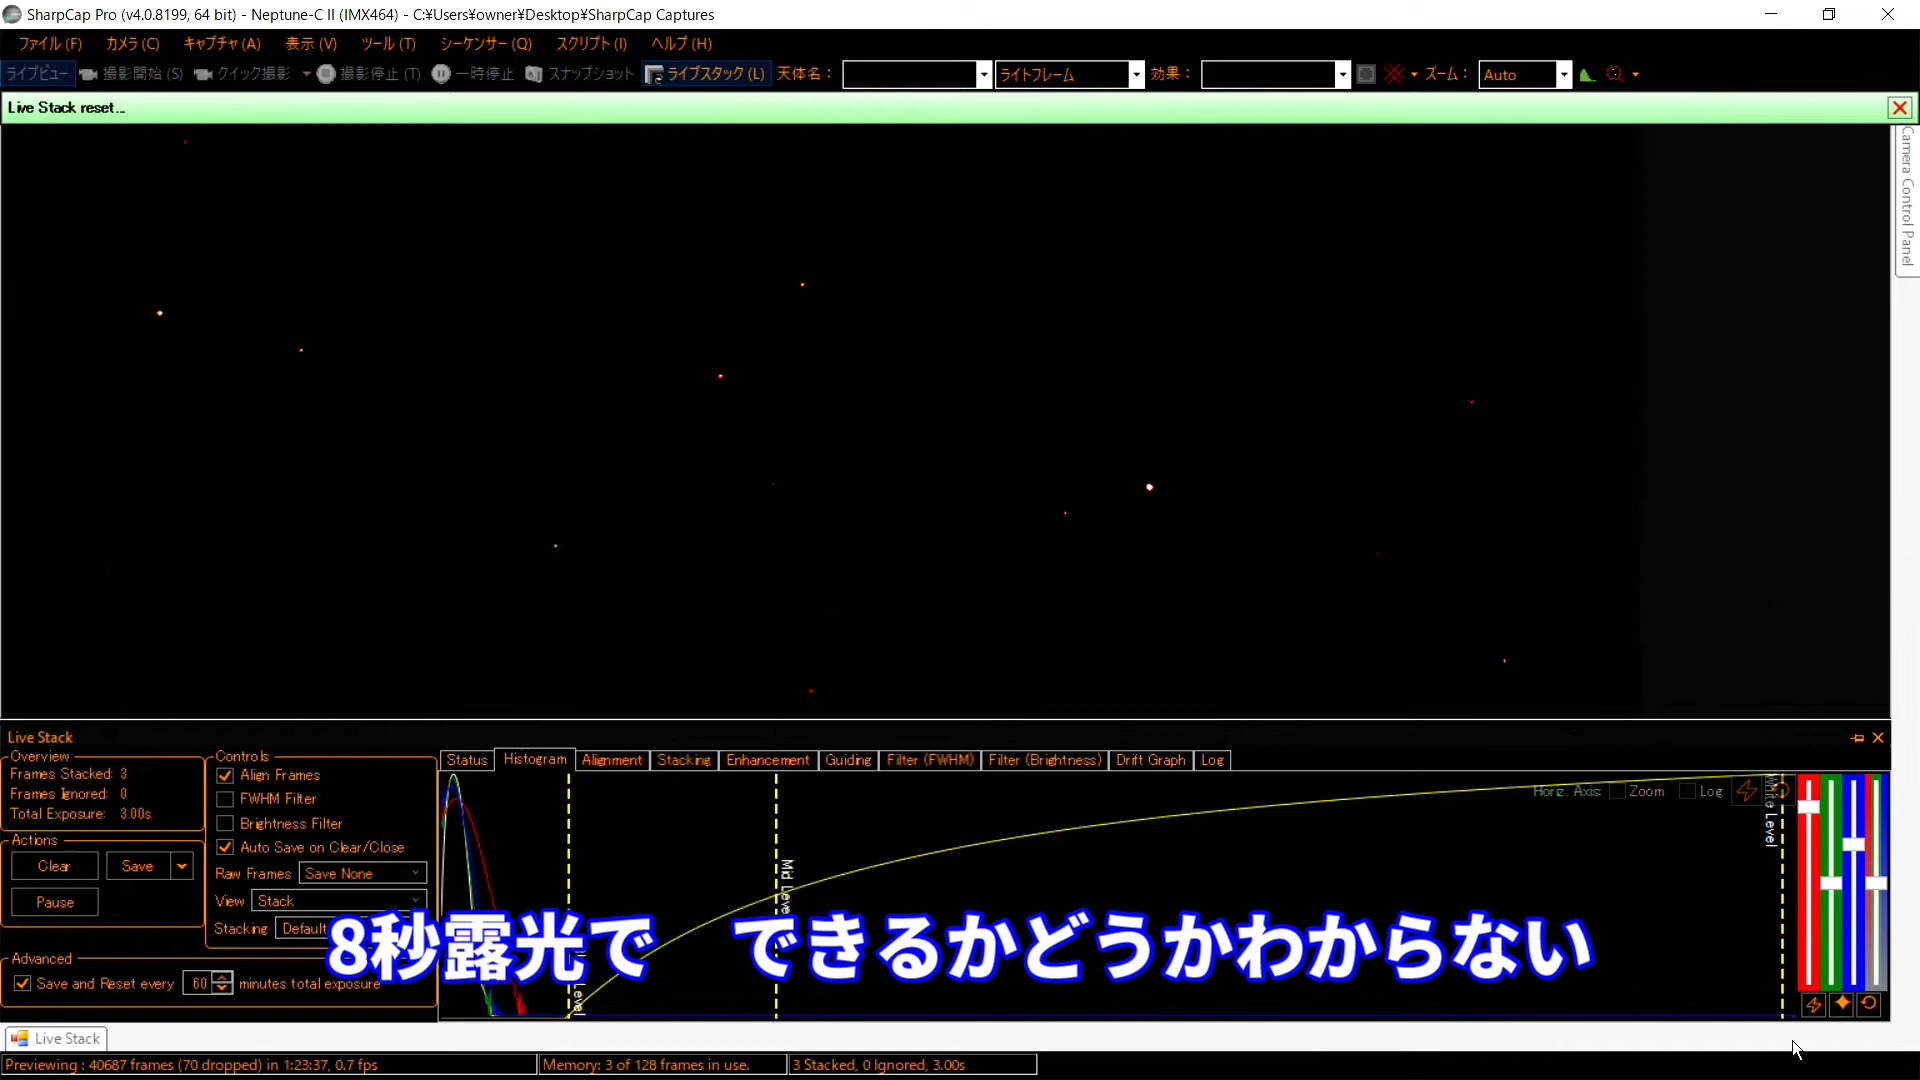 SharpCap Pro (v4.0.8199, 64 bit) - Neptune-C II (IMX464) - C:¥Users¥owner¥Desktop¥SharpCap Captures
ファイル (F) カメラ (C) キャプチャ (A) 表示 (V) ツール (T) シーケンサー (Q) スクリプト (I) ヘルプ (H)
ライブビュー 撮影開始 (S) クイック撮影 撮影停止 (T) 一時停止 スナップショット ライブスタック (L) 天体名： ライトフレーム 効果： ズーム： Auto
Live Stack reset...
Camera Control Panel
Live Stack
Overview
Frames Stacked: 3
Frames Ignored: 0
Total Exposure: 3.00s
Actions
Clear Save
Pause
Controls
Align Frames
FWHM Filter
Brightness Filter
Auto Save on Clear/Close
Raw Frames Save None
View Stack
Stacking Default
Advanced
Save and Reset every 60 minutes total exposure
Status Histogram Alignment Stacking Enhancement Guiding Filter (FWHM) Filter (Brightness) Drift Graph Log
Horiz. Axis: Zoom Log
Mid Level
White Level
Level
8秒露光で できるかどうかわからない
Live Stack
Previewing : 40687 frames (70 dropped) in 1:23:37, 0.7 fps
Memory: 3 of 128 frames in use.
3 Stacked, 0 Ignored, 3.00s